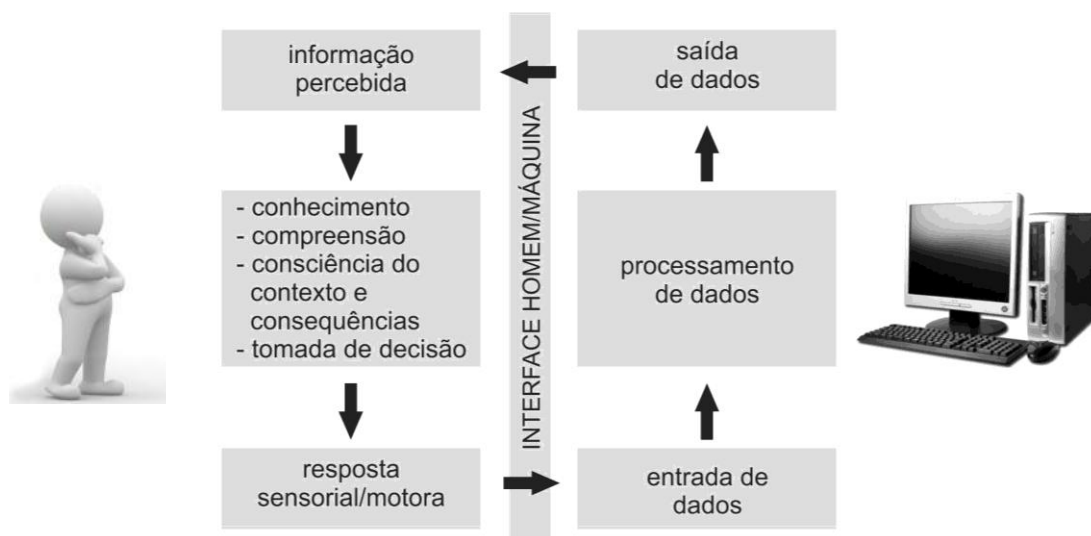 informação
percebida
- conhecimento
- compreensão
- consciência do
contexto e
consequências
- tomada de decisão
resposta
sensorial/motora
INTERFACE HOMEM/MÁQUINA
saída
de dados
processamento
de dados
entrada de
dados